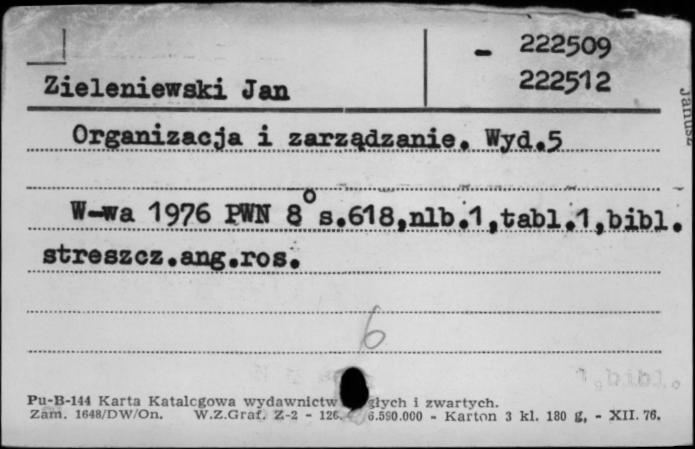 - 222509
Zieleniewski Jan 222512
Organizacja i zarządzanie. Wyd.5
W-wa 1976 PWN 8° s.618,nlb.1,tabl.1,bibl.
streszcz.ang.ros.
6
Pu-B-144 Karta Katalogowa wydawnictw głych i zwartych.
Zam. 1648/DW/On. W.Z.Graf. Z-2 - 126. 6.590.000 - Karton 3 kl. 180 g, - XII. 76.
Janusz